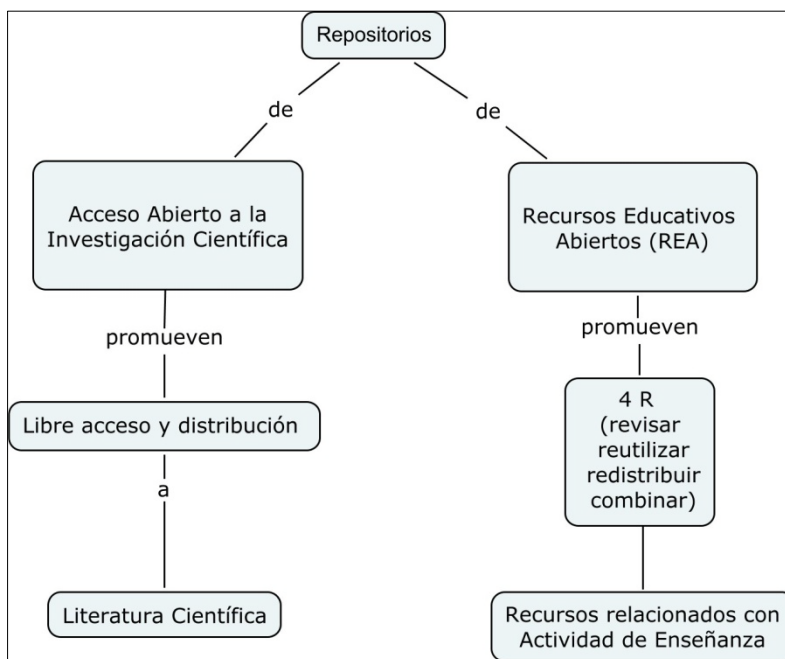 Repositorios
de
de
Acceso Abierto a la
Investigación Científica
Recursos Educativos
Abiertos (REA)
promueven
promueven
Libre acceso y distribución
4 R
(revisar
reutilizar
redistribuir
combinar)
a
Literatura Científica
Recursos relacionados con
Actividad de Enseñanza